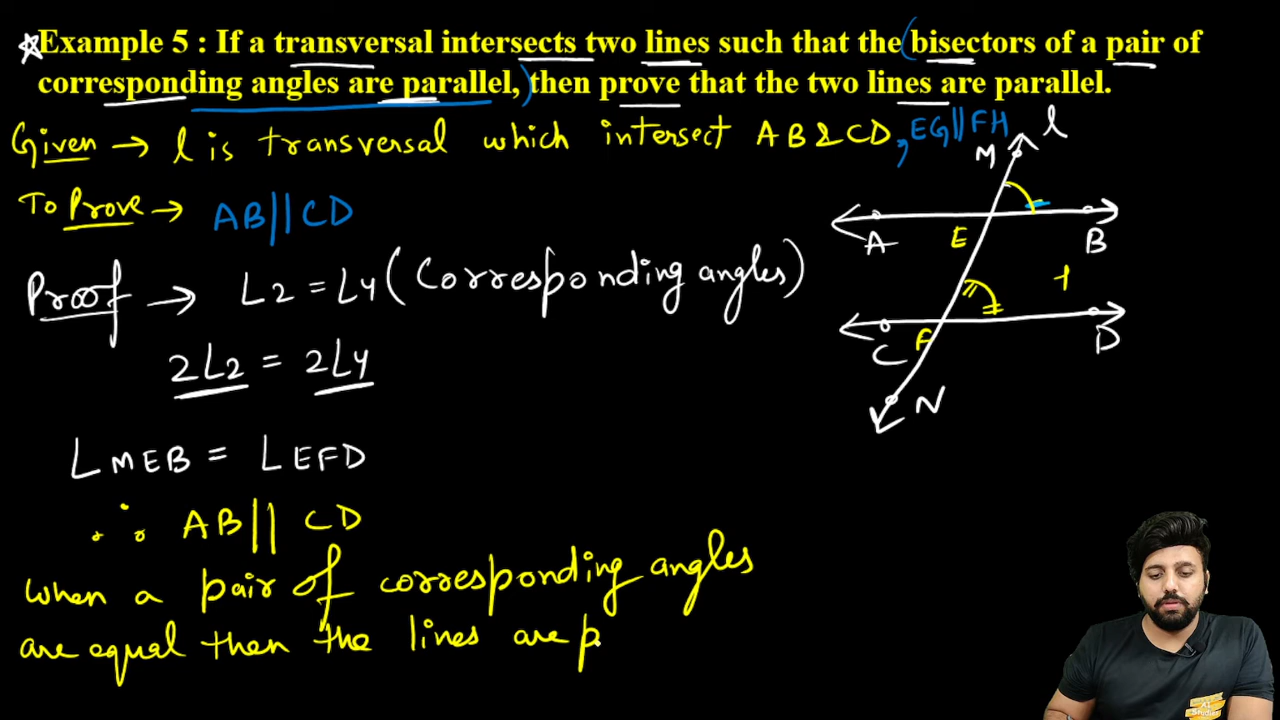 Example 5 : If a transversal intersects two lines such that the bisectors of a pair of
corresponding angles are parallel, then prove that the two lines are parallel.
Given → l is transversal which intersect AB & CD, EG || FH
To Prove → AB || CD
Proof → ∠2 = ∠4 (Corresponding angles)
2∠2 = 2∠4
∠MEB = ∠EFD
∴ AB || CD
When a pair of corresponding angles
are equal then the lines are p
l
M
A
E
B
C
F
D
N